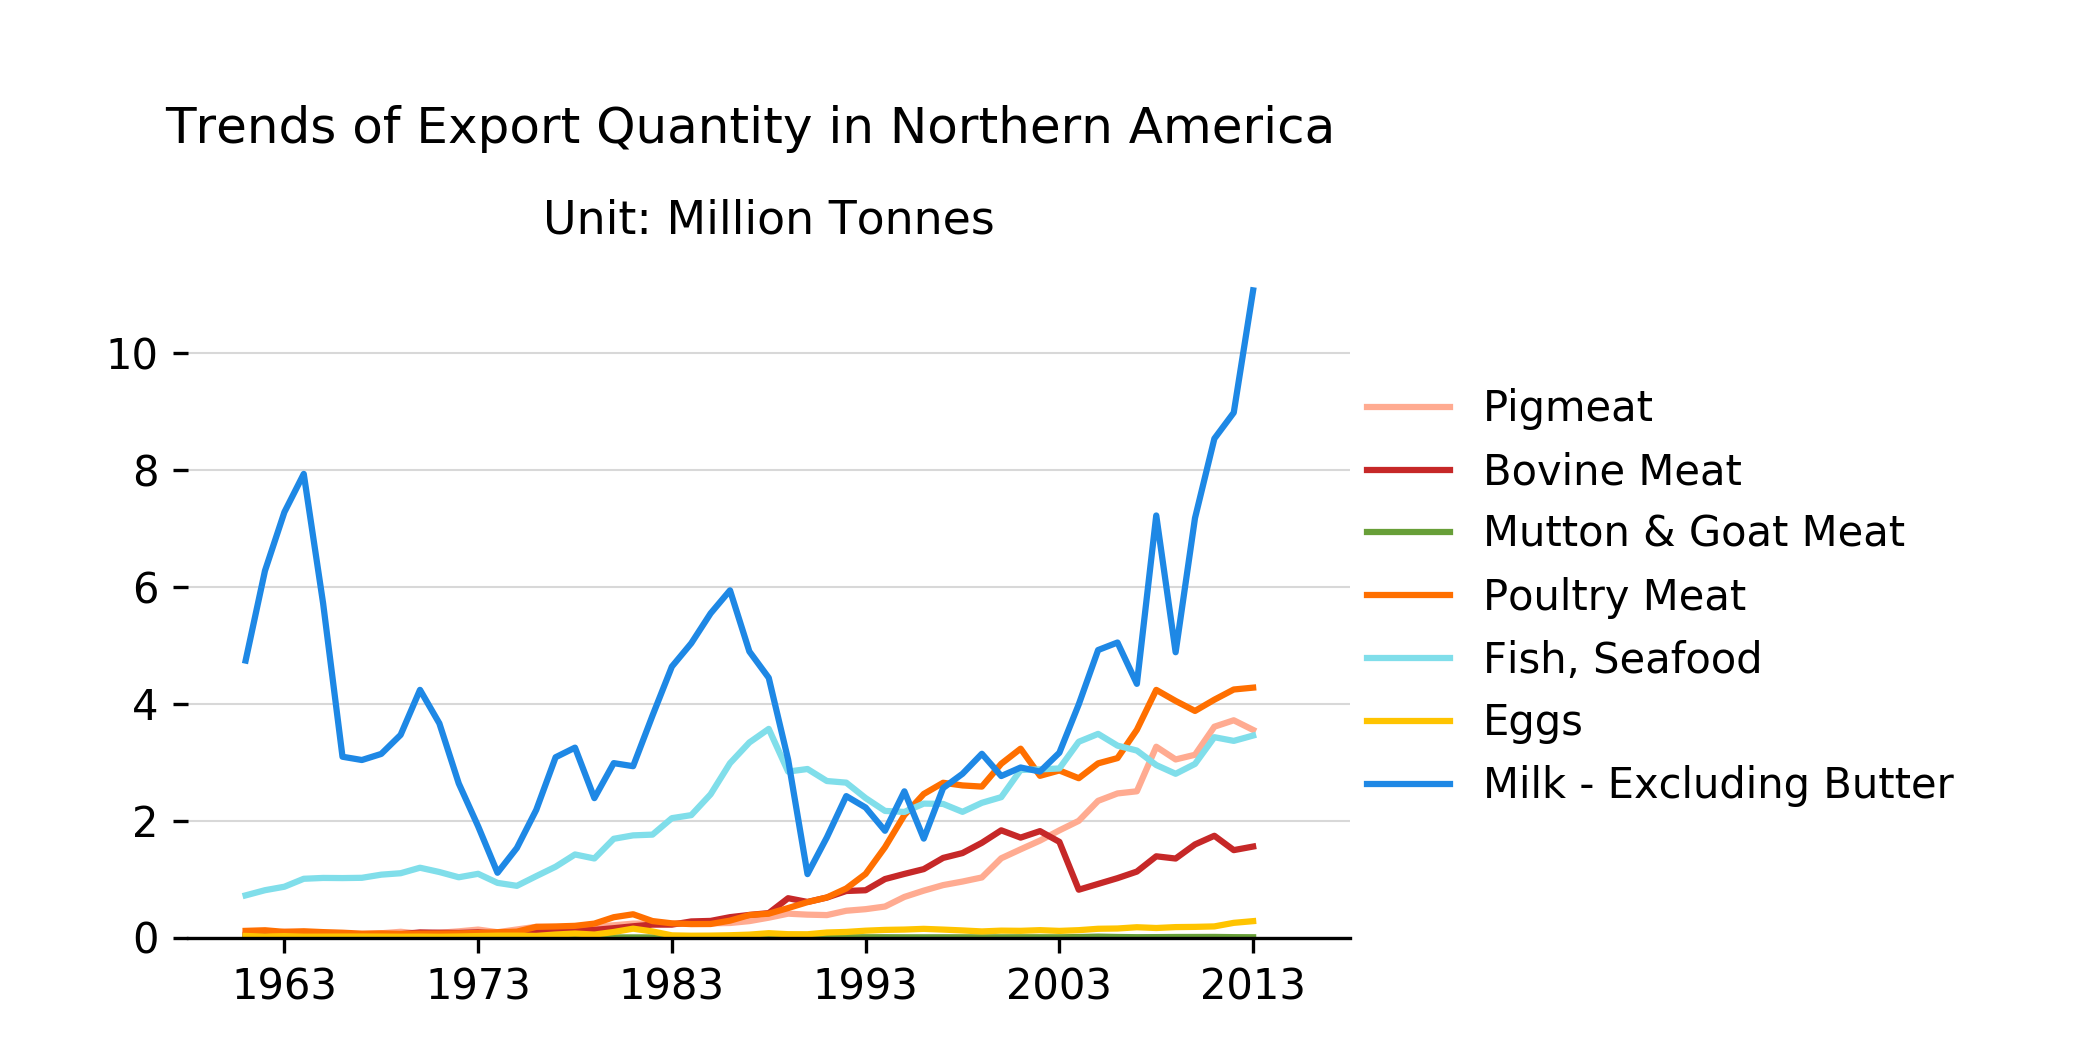 Trends of Export Quantity in Northern America
Unit: Million Tonnes
10
8
6
4
2
0
1963 1973 1983 1993 2003 2013
Pigmeat
Bovine Meat
Mutton & Goat Meat
Poultry Meat
Fish, Seafood
Eggs
Milk - Excluding Butter